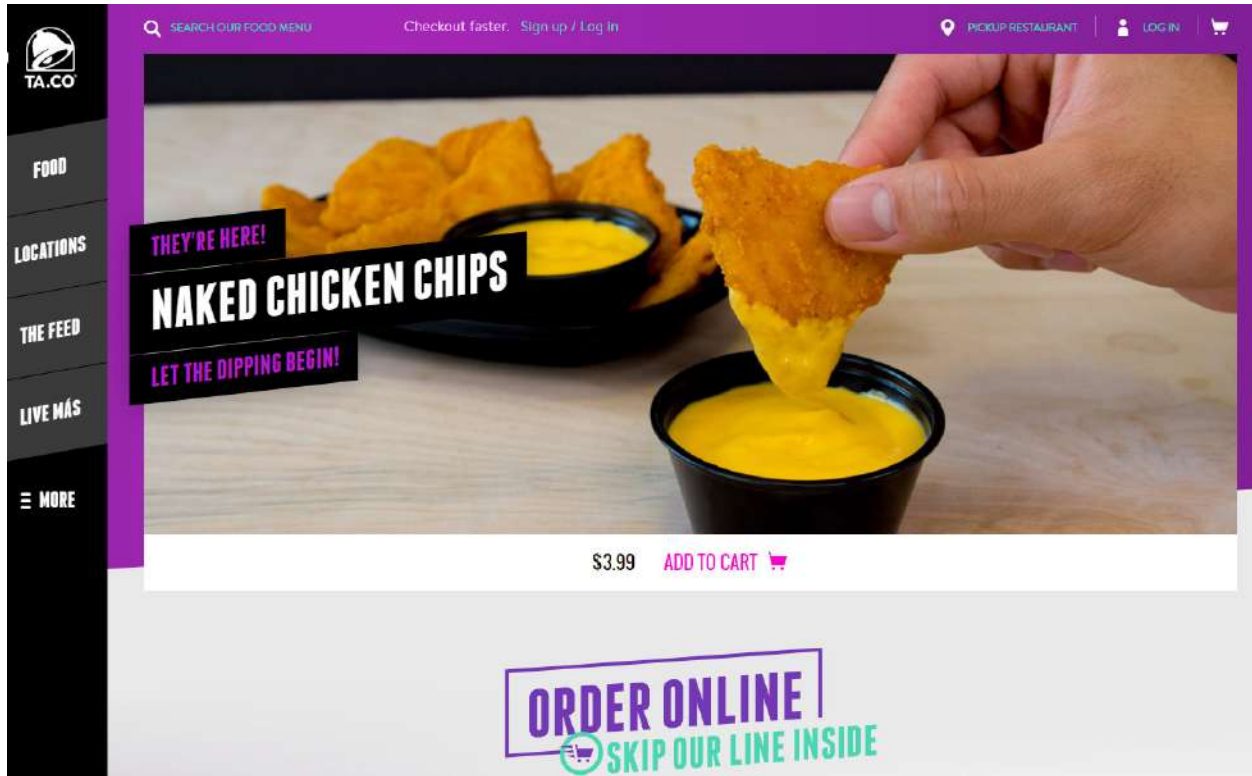 SEARCH OUR FOOD MENU
Checkout faster. Sign up / Log in
PICKUP RESTAURANT
LOG IN
TA.CO
FOOD
LOCATIONS
THE FEED
LIVE MÁS
MORE
THEY'RE HERE!
NAKED CHICKEN CHIPS
LET THE DIPPING BEGIN!
$3.99 ADD TO CART
ORDER ONLINE
SKIP OUR LINE INSIDE